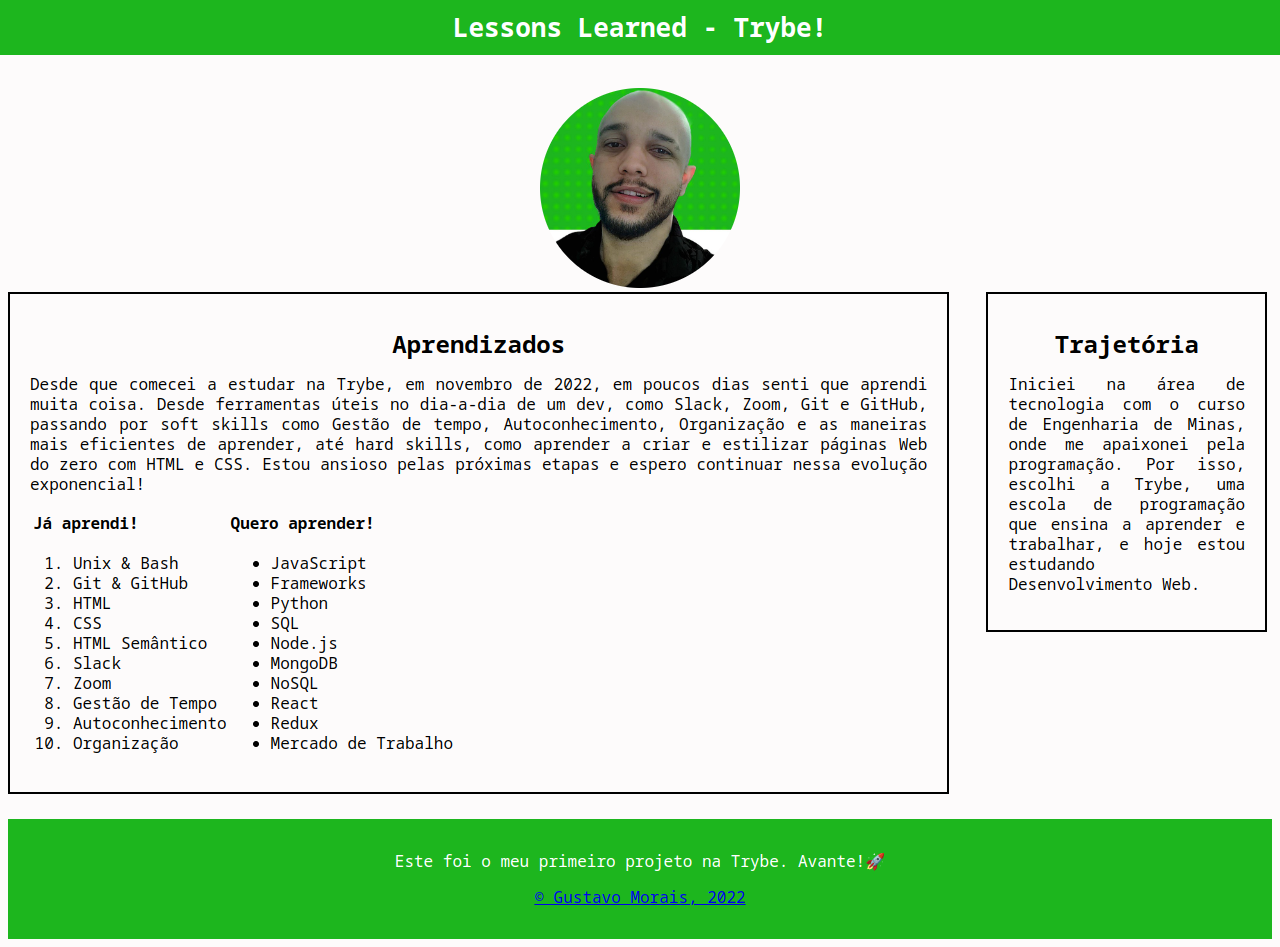 Lessons Learned - Trybe!
Aprendizados
Desde que comecei a estudar na Trybe, em novembro de 2022, em poucos dias senti que aprendi
muita coisa. Desde ferramentas úteis no dia-a-dia de um dev, como Slack, Zoom, Git e GitHub,
passando por soft skills como Gestão de tempo, Autoconhecimento, Organização e as maneiras
mais eficientes de aprender, até hard skills, como aprender a criar e estilizar páginas Web
do zero com HTML e CSS. Estou ansioso pelas próximas etapas e espero continuar nessa evolução
exponencial!
Já aprendi!
1. Unix & Bash
2. Git & GitHub
3. HTML
4. CSS
5. HTML Semântico
6. Slack
7. Zoom
8. Gestão de Tempo
9. Autoconhecimento
10. Organização
Quero aprender!
• JavaScript
• Frameworks
• Python
• SQL
• Node.js
• MongoDB
• NoSQL
• React
• Redux
• Mercado de Trabalho
Trajetória
Iniciei na área de
tecnologia com o curso
de Engenharia de Minas,
onde me apaixonei pela
programação. Por isso,
escolhi a Trybe, uma
escola de programação
que ensina a aprender e
trabalhar, e hoje estou
estudando
Desenvolvimento Web.
Este foi o meu primeiro projeto na Trybe. Avante!🚀
© Gustavo Morais, 2022